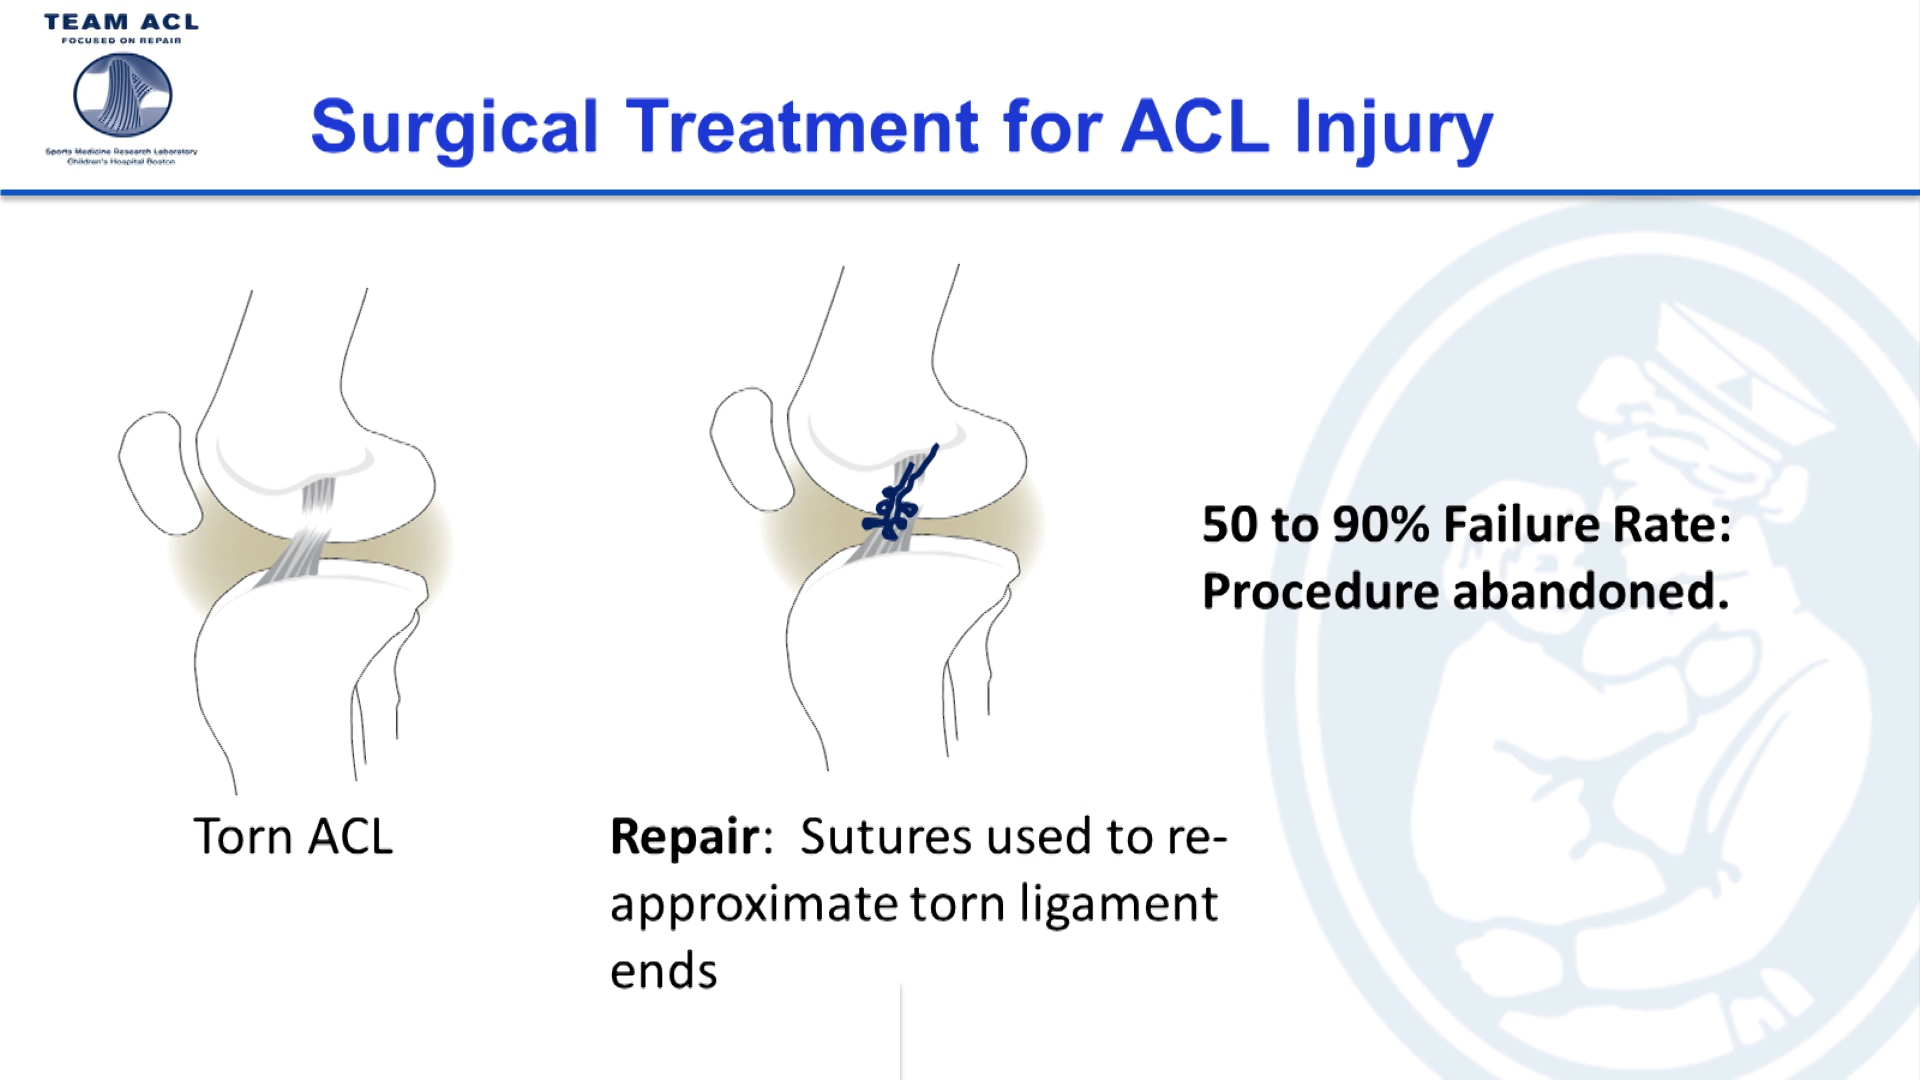 TEAM ACL
FOCUSED ON REPAIR
Sports Medicine Research Laboratory
Children's Hospital Boston
Surgical Treatment for ACL Injury
50 to 90% Failure Rate:
Procedure abandoned.
Torn ACL
Repair:  Sutures used to re-
approximate torn ligament
ends